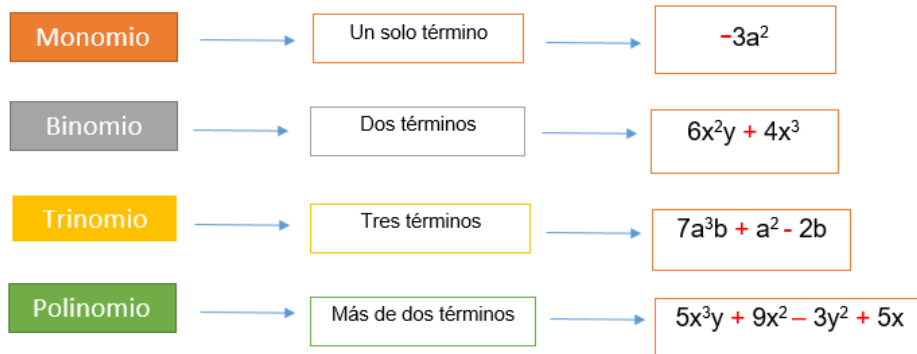 Monomio Un solo término −3a²
Binomio Dos términos 6x²y + 4x³
Trinomio Tres términos 7a³b + a² - 2b
Polinomio Más de dos términos 5x³y + 9x² – 3y² + 5x